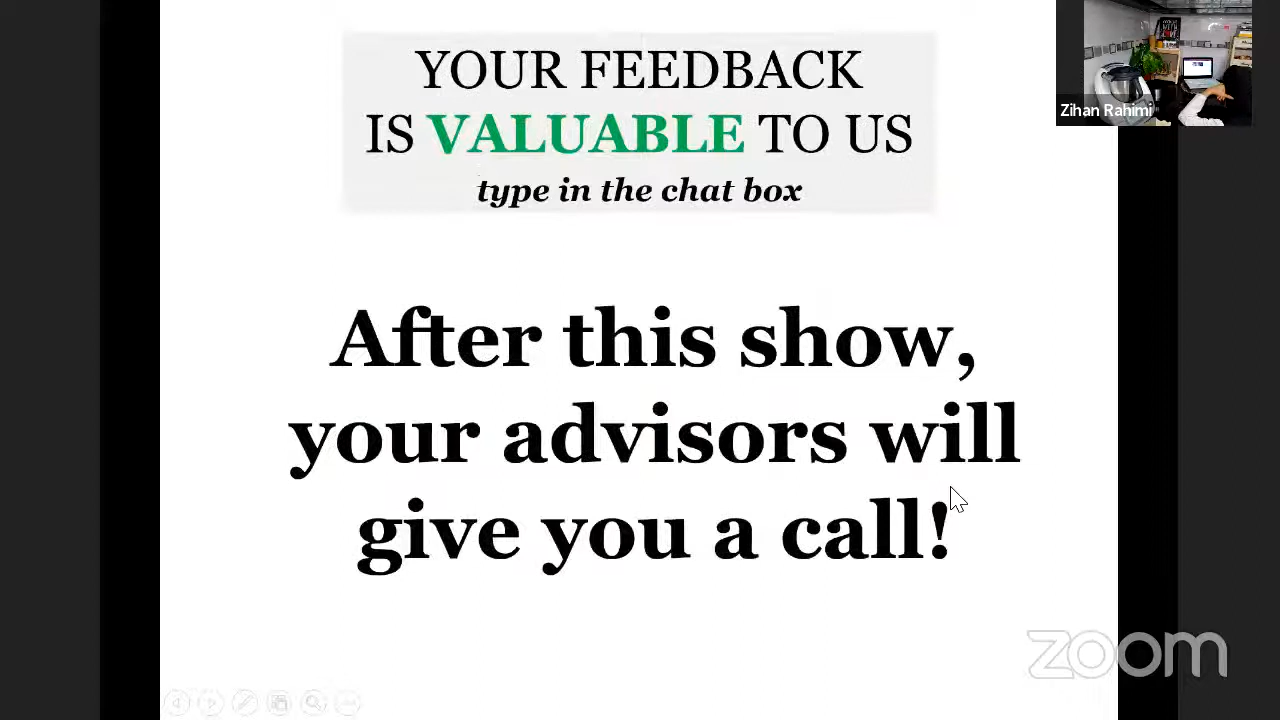 YOUR FEEDBACK
IS VALUABLE TO US
type in the chat box
After this show,
your advisors will
give you a call!
Zihan Rahimi
zoom